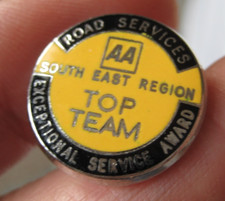 ROAD SERVICES
AA
SOUTH EAST REGION
TOP
TEAM
EXCEPTIONAL SERVICE AWARD